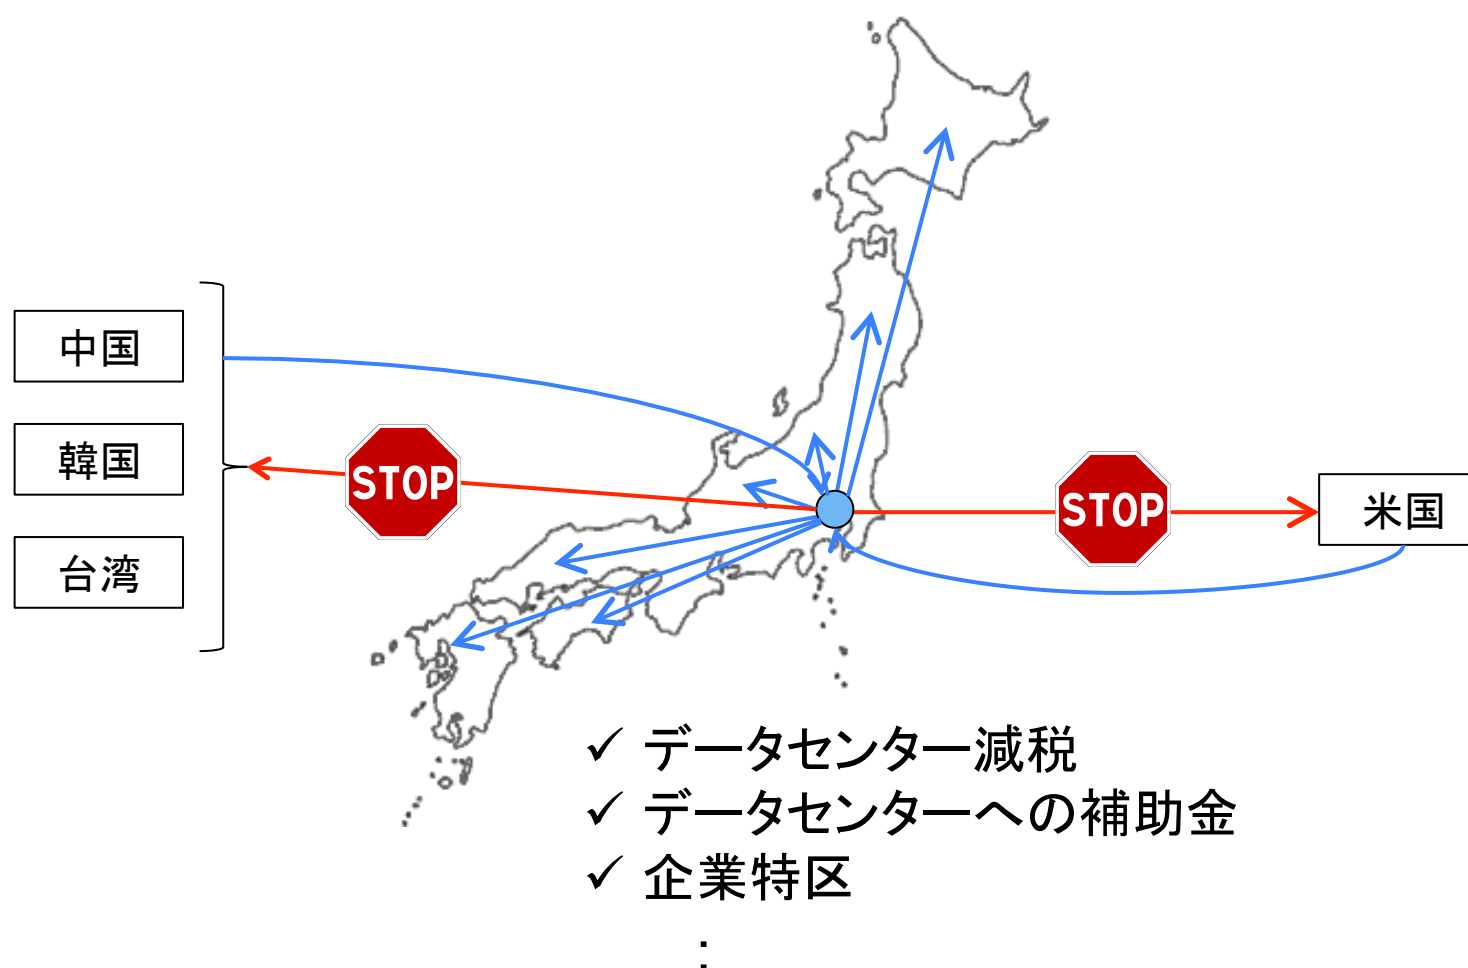 中国
韓国
台湾
STOP
STOP
米国
✓ データセンター減税
✓ データセンターへの補助金
✓ 企業特区
: